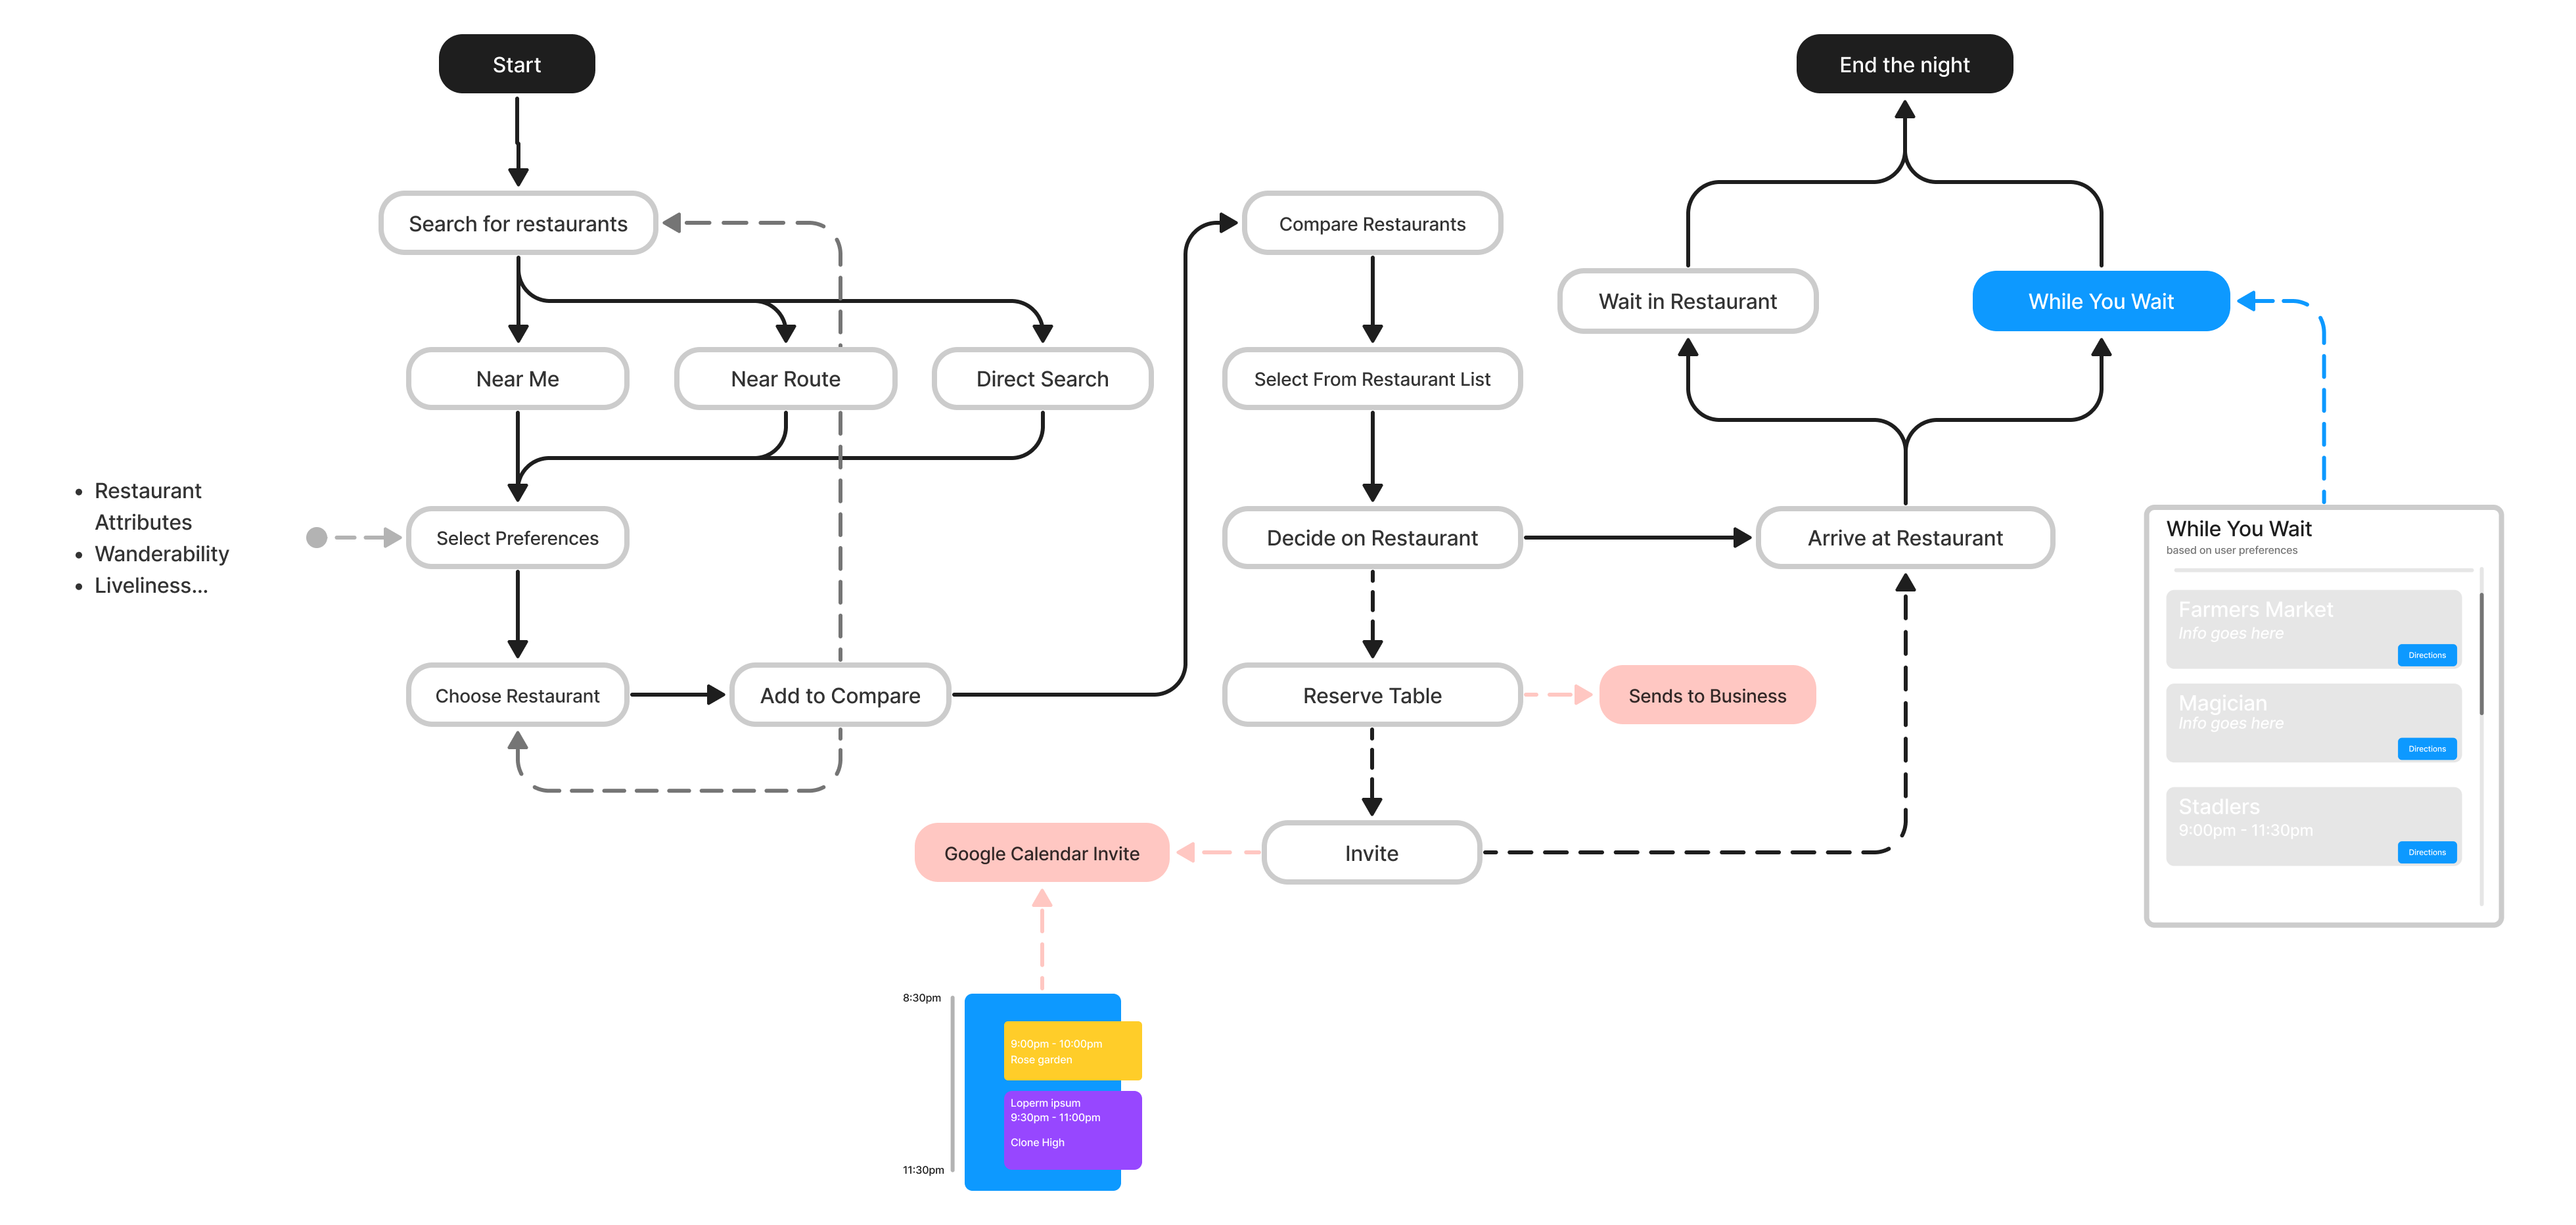 Start
End the night
Search for restaurants
Compare Restaurants
Wait in Restaurant
While You Wait
Near Me
Near Route
Direct Search
Select From Restaurant List
• Restaurant
Attributes
• Wanderability
• Liveliness...
Select Preferences
Decide on Restaurant
Arrive at Restaurant
While You Wait
based on user preferences
Farmers Market
Info goes here
Directions
Magician
Info goes here
Directions
Stadlers
9:00pm - 11:30pm
Directions
Choose Restaurant
Add to Compare
Reserve Table
Sends to Business
Google Calendar Invite
Invite
8:30pm
9:00pm - 10:00pm
Rose garden
Loperm ipsum
9:30pm - 11:00pm
Clone High
11:30pm